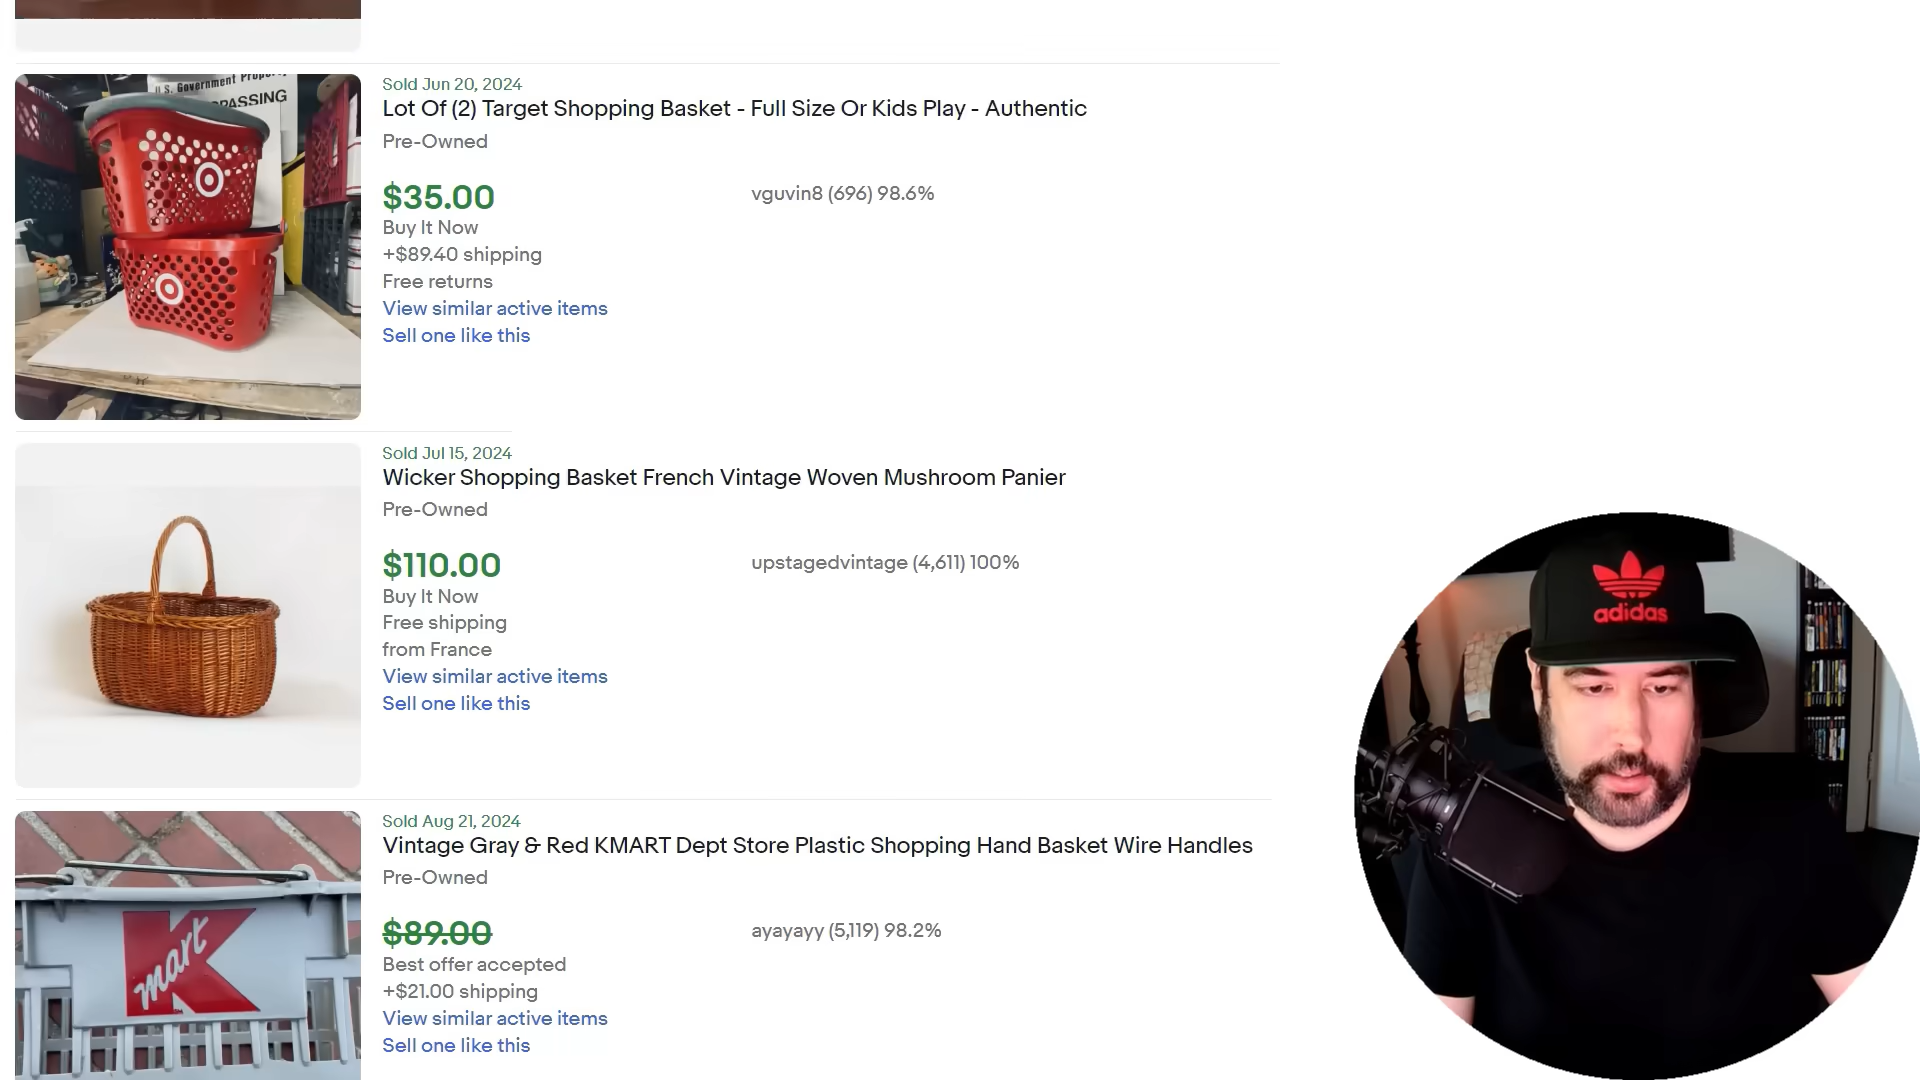 U.S. Government Property
PASSING
Sold Jun 20, 2024
Lot Of (2) Target Shopping Basket - Full Size Or Kids Play - Authentic
Pre-Owned
$35.00
vguvin8 (696) 98.6%
Buy It Now
+$89.40 shipping
Free returns
View similar active items
Sell one like this
Sold Jul 15, 2024
Wicker Shopping Basket French Vintage Woven Mushroom Panier
Pre-Owned
$110.00
upstagedvintage (4,611) 100%
Buy It Now
Free shipping
from France
View similar active items
Sell one like this
Sold Aug 21, 2024
Vintage Gray & Red KMART Dept Store Plastic Shopping Hand Basket Wire Handles
Pre-Owned
$89.00
ayayayy (5,119) 98.2%
Best offer accepted
+$21.00 shipping
View similar active items
Sell one like this
K
mart
adidas